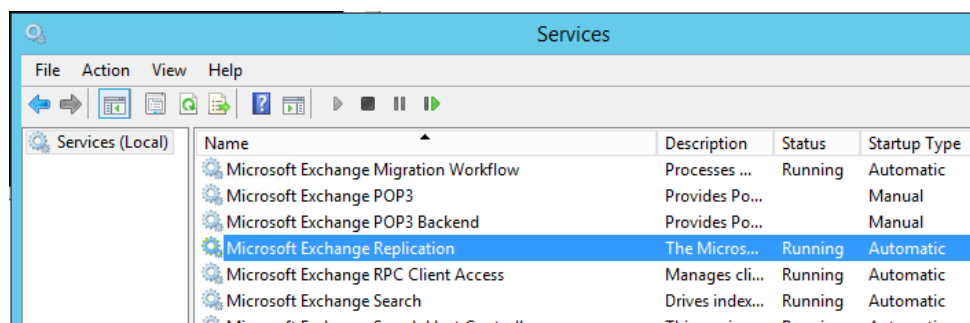 Services
File Action View Help
Services (Local)
Name Description Status Startup Type
Microsoft Exchange Migration Workflow Processes ... Running Automatic
Microsoft Exchange POP3 Provides Po... Manual
Microsoft Exchange POP3 Backend Provides Po... Manual
Microsoft Exchange Replication The Micros... Running Automatic
Microsoft Exchange RPC Client Access Manages cli... Running Automatic
Microsoft Exchange Search Drives index... Running Automatic